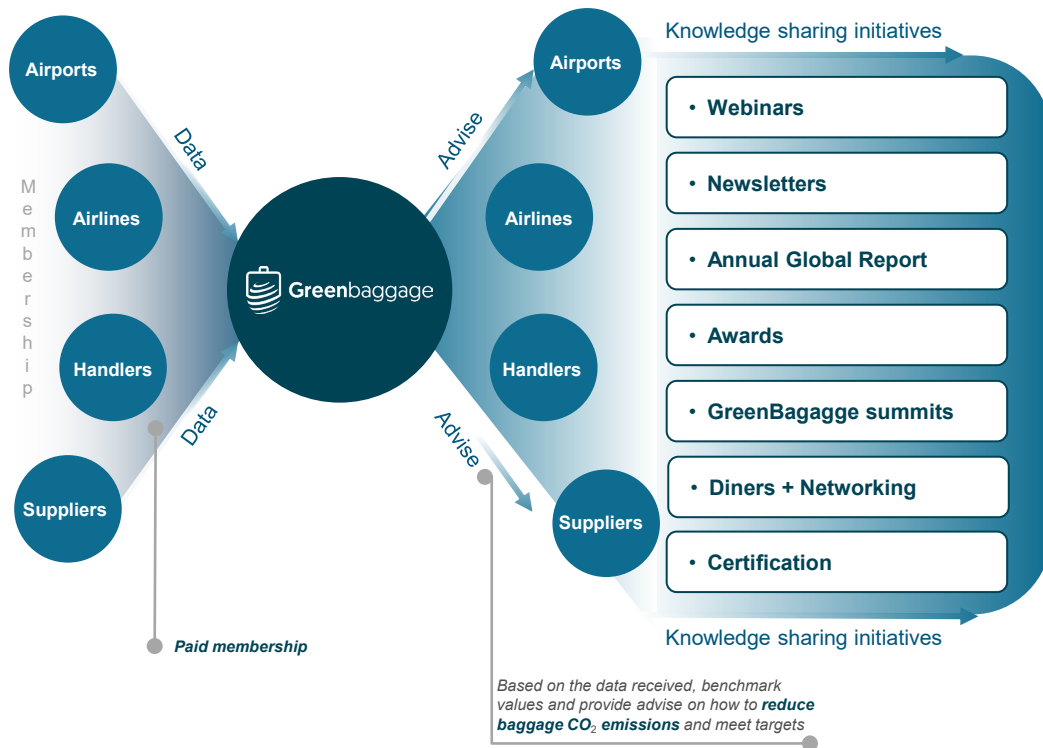 Airports
Airlines
Handlers
Suppliers
Membership
Data
Data
Greenbaggage
Advise
Advise
Airports
Airlines
Handlers
Suppliers
Knowledge sharing initiatives
• Webinars
• Newsletters
• Annual Global Report
• Awards
• GreenBagagge summits
• Diners + Networking
• Certification
Knowledge sharing initiatives
Paid membership
Based on the data received, benchmark
values and provide advise on how to reduce
baggage CO₂ emissions and meet targets